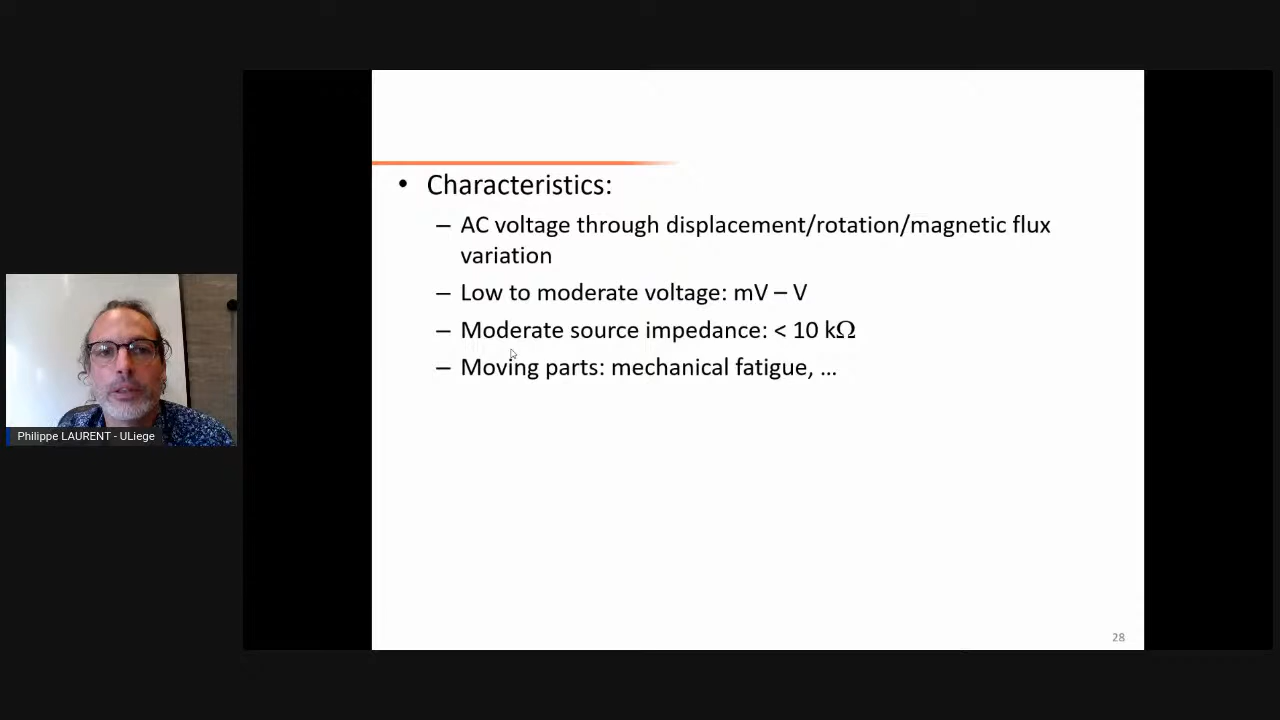 • Characteristics:
– AC voltage through displacement/rotation/magnetic flux
variation
– Low to moderate voltage: mV – V
– Moderate source impedance: < 10 kΩ
– Moving parts: mechanical fatigue, …
Philippe LAURENT - ULiege
28